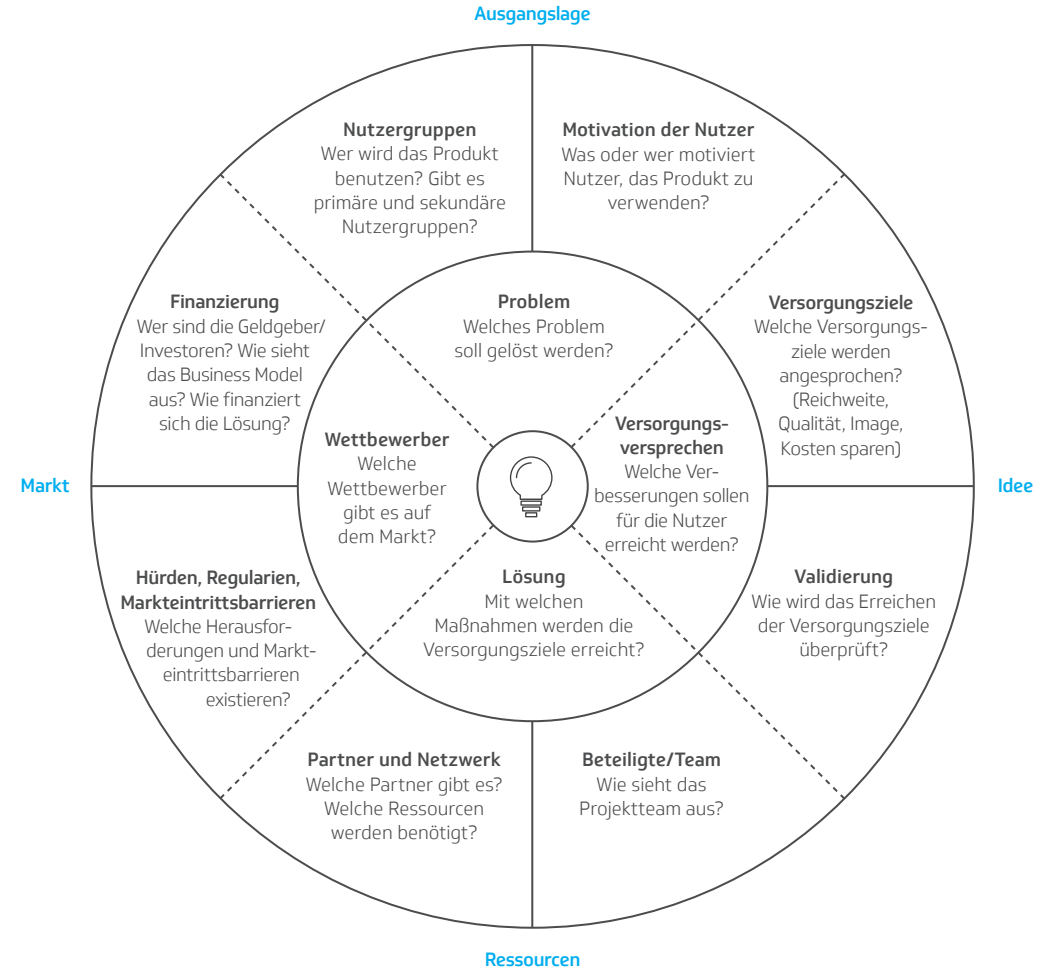 Ausgangslage
Nutzergruppen
Wer wird das Produkt
benutzen? Gibt es
primäre und sekundäre
Nutzergruppen?
Motivation der Nutzer
Was oder wer motiviert
Nutzer, das Produkt zu
verwenden?
Finanzierung
Wer sind die Geldgeber/
Investoren? Wie sieht
das Business Model
aus? Wie finanziert
sich die Lösung?
Problem
Welches Problem
soll gelöst werden?
Versorgungsziele
Welche Versorgungs-
ziele werden
angesprochen?
(Reichweite,
Qualität, Image,
Kosten sparen)
Wettbewerber
Welche
Wettbewerber
gibt es auf
dem Markt?
Versorgungs-
versprechen
Welche Ver-
besserungen sollen
für die Nutzer
erreicht werden?
Markt
Idee
Hürden, Regularien,
Markteintrittsbarrieren
Welche Herausfor-
derungen und Markt-
eintrittsbarrieren
existieren?
Lösung
Mit welchen
Maßnahmen werden die
Versorgungsziele erreicht?
Validierung
Wie wird das Erreichen
der Versorgungsziele
überprüft?
Partner und Netzwerk
Welche Partner gibt es?
Welche Ressourcen
werden benötigt?
Beteiligte/Team
Wie sieht das
Projektteam aus?
Ressourcen